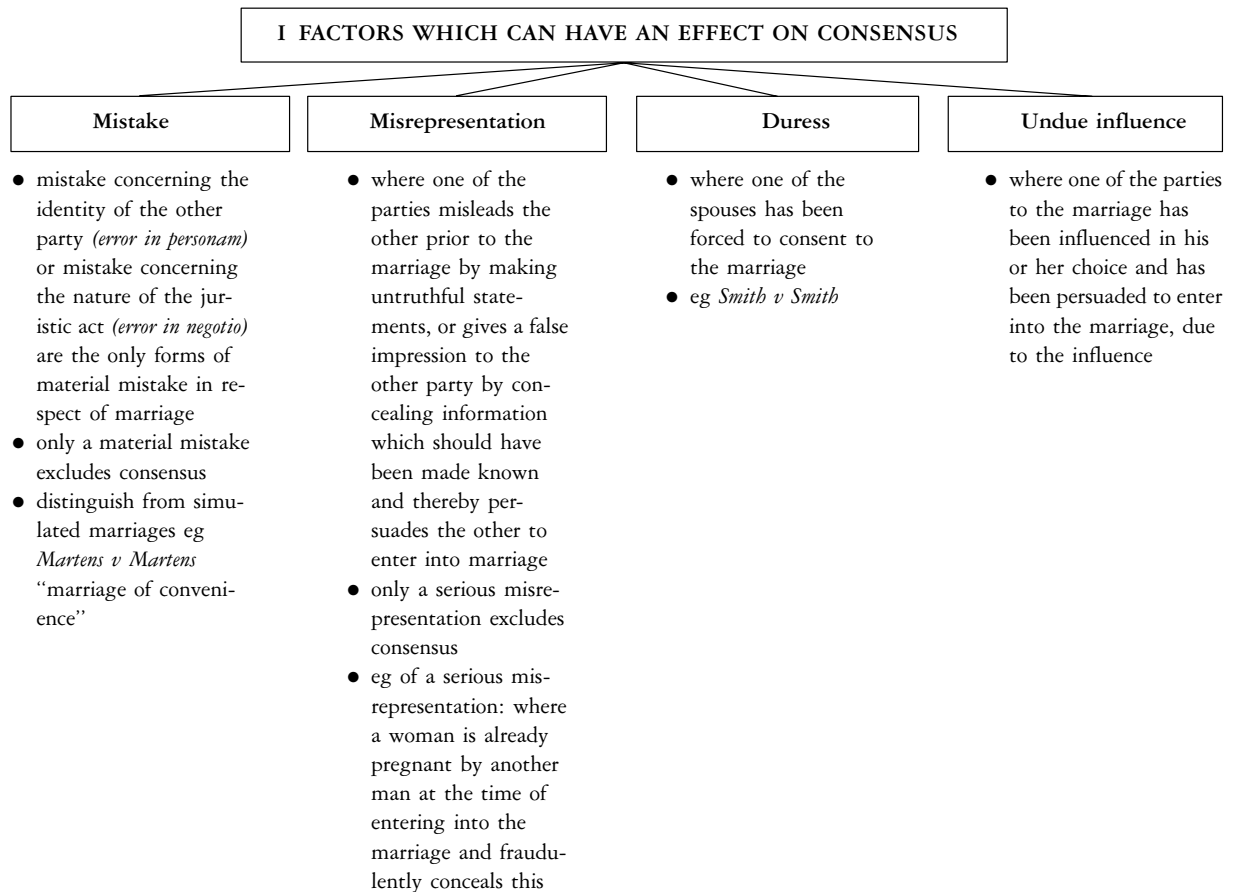 I FACTORS WHICH CAN HAVE AN EFFECT ON CONSENSUS
Mistake
● mistake concerning the
identity of the other
party (error in personam)
or mistake concerning
the nature of the jur-
istic act (error in negotio)
are the only forms of
material mistake in re-
spect of marriage
● only a material mistake
excludes consensus
● distinguish from simu-
lated marriages eg
Martens v Martens
‘‘marriage of conveni-
ence’’
Misrepresentation
● where one of the
parties misleads the
other prior to the
marriage by making
untruthful state-
ments, or gives a false
impression to the
other party by con-
cealing information
which should have
been made known
and thereby per-
suades the other to
enter into marriage
● only a serious misre-
presentation excludes
consensus
● eg of a serious mis-
representation: where
a woman is already
pregnant by another
man at the time of
entering into the
marriage and fraudu-
lently conceals this
Duress
● where one of the
spouses has been
forced to consent to
the marriage
● eg Smith v Smith
Undue influence
● where one of the parties
to the marriage has
been influenced in his
or her choice and has
been persuaded to enter
into the marriage, due
to the influence